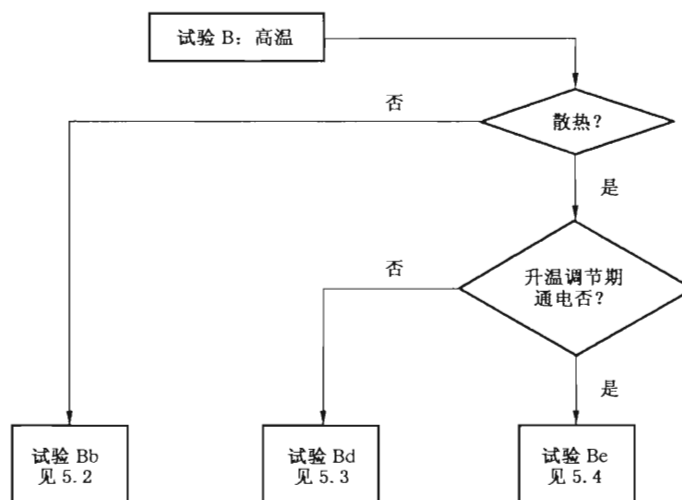 试验 B：高温
否
散热？
是
否
升温调节期
通电否？
是
试验 Bb
见 5.2
试验 Bd
见 5.3
试验 Be
见 5.4